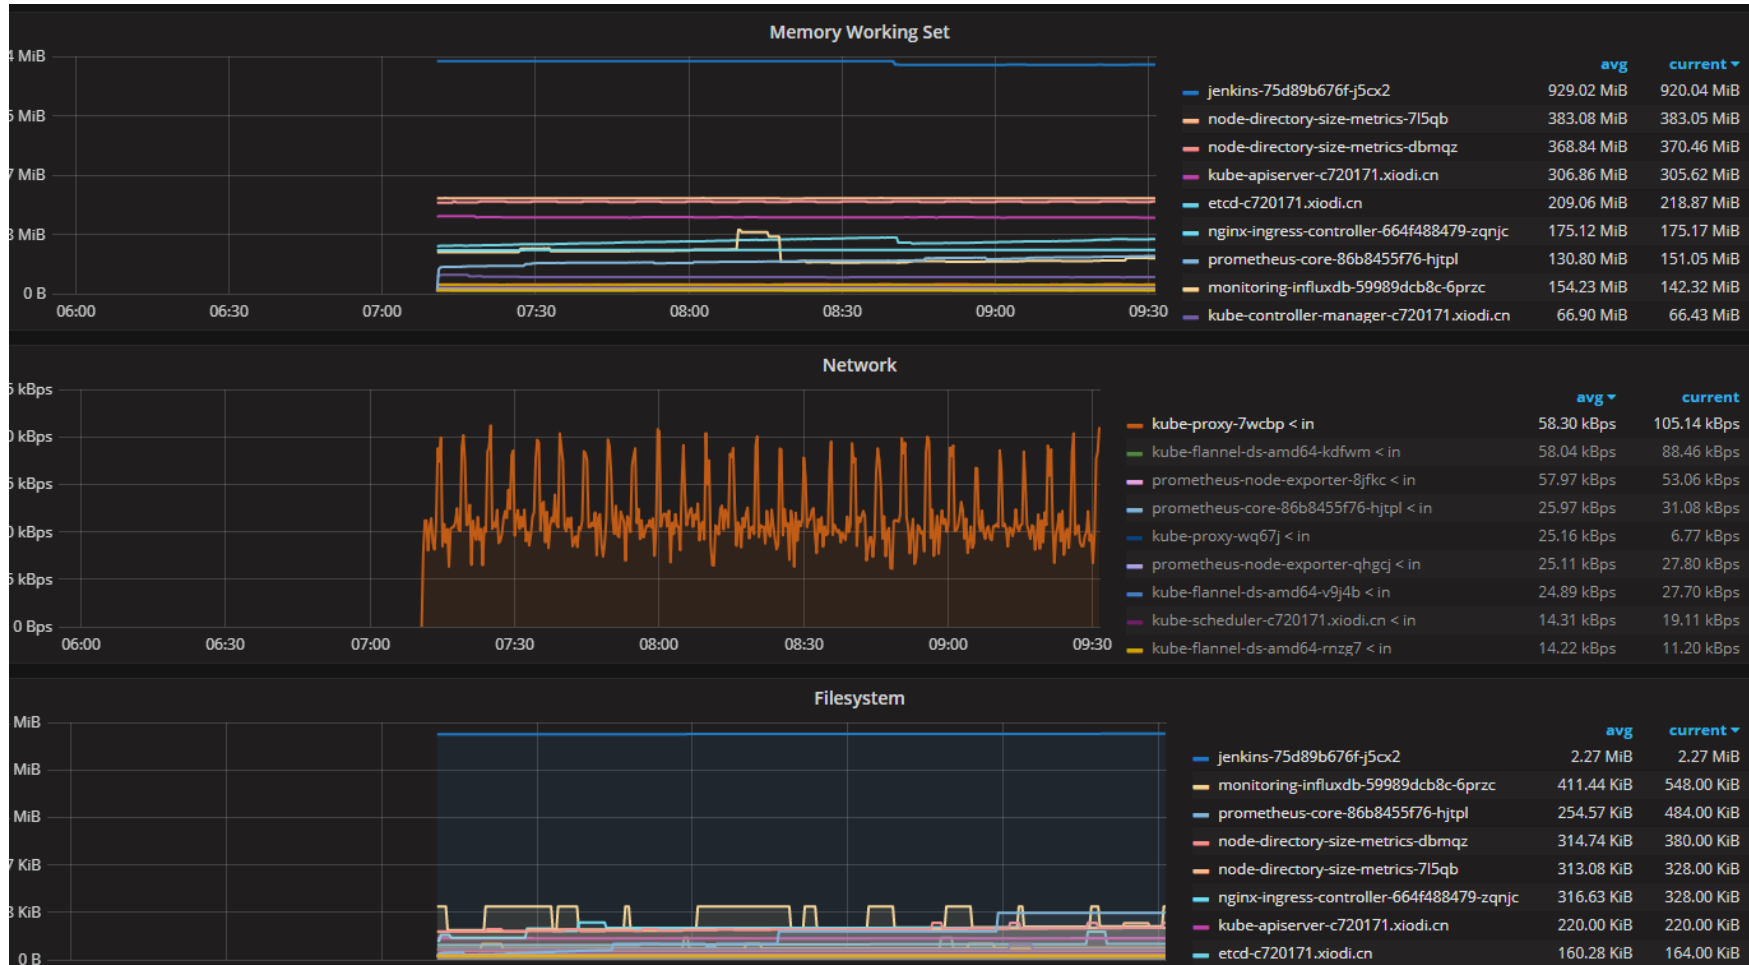 Memory Working Set
MiB
avg current
jenkins-75d89b676f-j5cx2 929.02 MiB 920.04 MiB
MiB
node-directory-size-metrics-7l5qb 383.08 MiB 383.05 MiB
node-directory-size-metrics-dbmqz 368.84 MiB 370.46 MiB
MiB
kube-apiserver-c720171.xiodi.cn 306.86 MiB 305.62 MiB
etcd-c720171.xiodi.cn 209.06 MiB 218.87 MiB
MiB
nginx-ingress-controller-664f488479-zqnjc 175.12 MiB 175.17 MiB
prometheus-core-86b8455f76-hjtpl 130.80 MiB 151.05 MiB
0 B
monitoring-influxdb-59989dcb8c-6przc 154.23 MiB 142.32 MiB
06:00 06:30 07:00 07:30 08:00 08:30 09:00 09:30
kube-controller-manager-c720171.xiodi.cn 66.90 MiB 66.43 MiB
Network
kBps
avg current
kube-proxy-7wcbp < in 58.30 kBps 105.14 kBps
kBps
kube-flannel-ds-amd64-kdfwm < in 58.04 kBps 88.46 kBps
prometheus-node-exporter-8jfkc < in 57.97 kBps 53.06 kBps
kBps
prometheus-core-86b8455f76-hjtpl < in 25.97 kBps 31.08 kBps
kBps
kube-proxy-wq67j < in 25.16 kBps 6.77 kBps
prometheus-node-exporter-qhgcj < in 25.11 kBps 27.80 kBps
kBps
kube-flannel-ds-amd64-v9j4b < in 24.89 kBps 27.70 kBps
kube-scheduler-c720171.xiodi.cn < in 14.31 kBps 19.11 kBps
0 Bps
kube-flannel-ds-amd64-rnzg7 < in 14.22 kBps 11.20 kBps
06:00 06:30 07:00 07:30 08:00 08:30 09:00 09:30
Filesystem
MiB
avg current
jenkins-75d89b676f-j5cx2 2.27 MiB 2.27 MiB
MiB
monitoring-influxdb-59989dcb8c-6przc 411.44 KiB 548.00 KiB
prometheus-core-86b8455f76-hjtpl 254.57 KiB 484.00 KiB
MiB
node-directory-size-metrics-dbmqz 314.74 KiB 380.00 KiB
KiB
node-directory-size-metrics-7l5qb 313.08 KiB 328.00 KiB
nginx-ingress-controller-664f488479-zqnjc 316.63 KiB 328.00 KiB
KiB
kube-apiserver-c720171.xiodi.cn 220.00 KiB 220.00 KiB
etcd-c720171.xiodi.cn 160.28 KiB 164.00 KiB
0 B